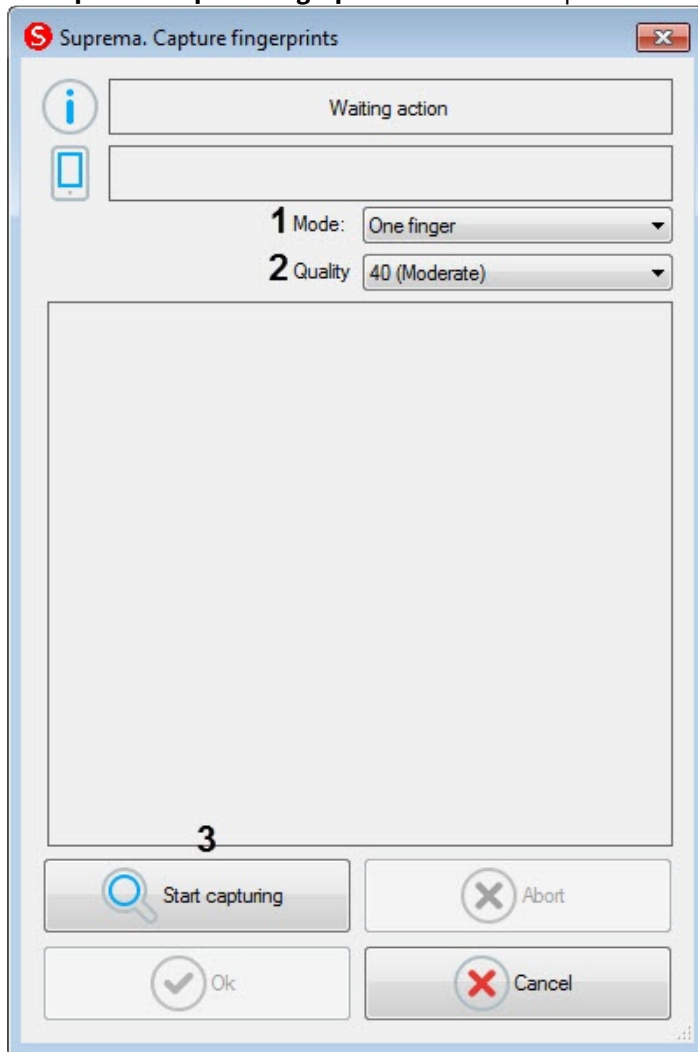 Suprema. Capture fingerprints
Waiting action
1 Mode: One finger
2 Quality 40 (Moderate)
3
Start capturing Abort
Ok Cancel